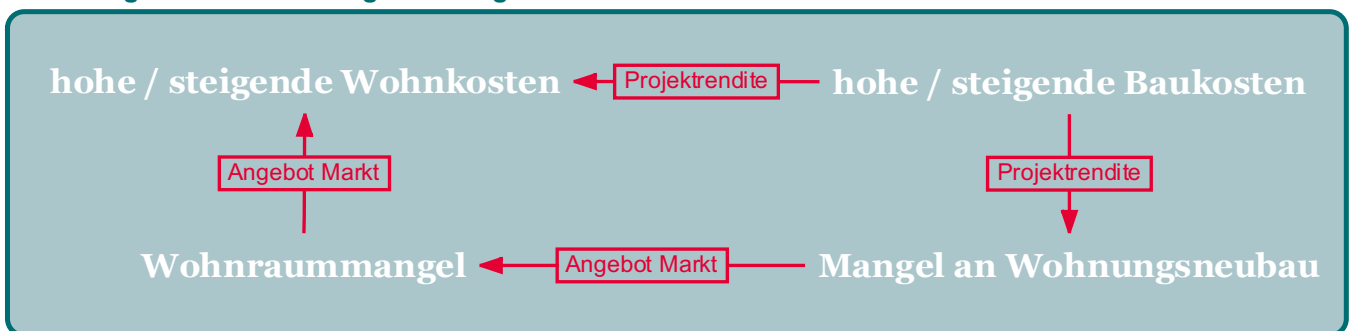 hohe / steigende Wohnkosten
Projektrendite
hohe / steigende Baukosten
Angebot Markt
Projektrendite
Wohnraummangel
Angebot Markt
Mangel an Wohnungsneubau